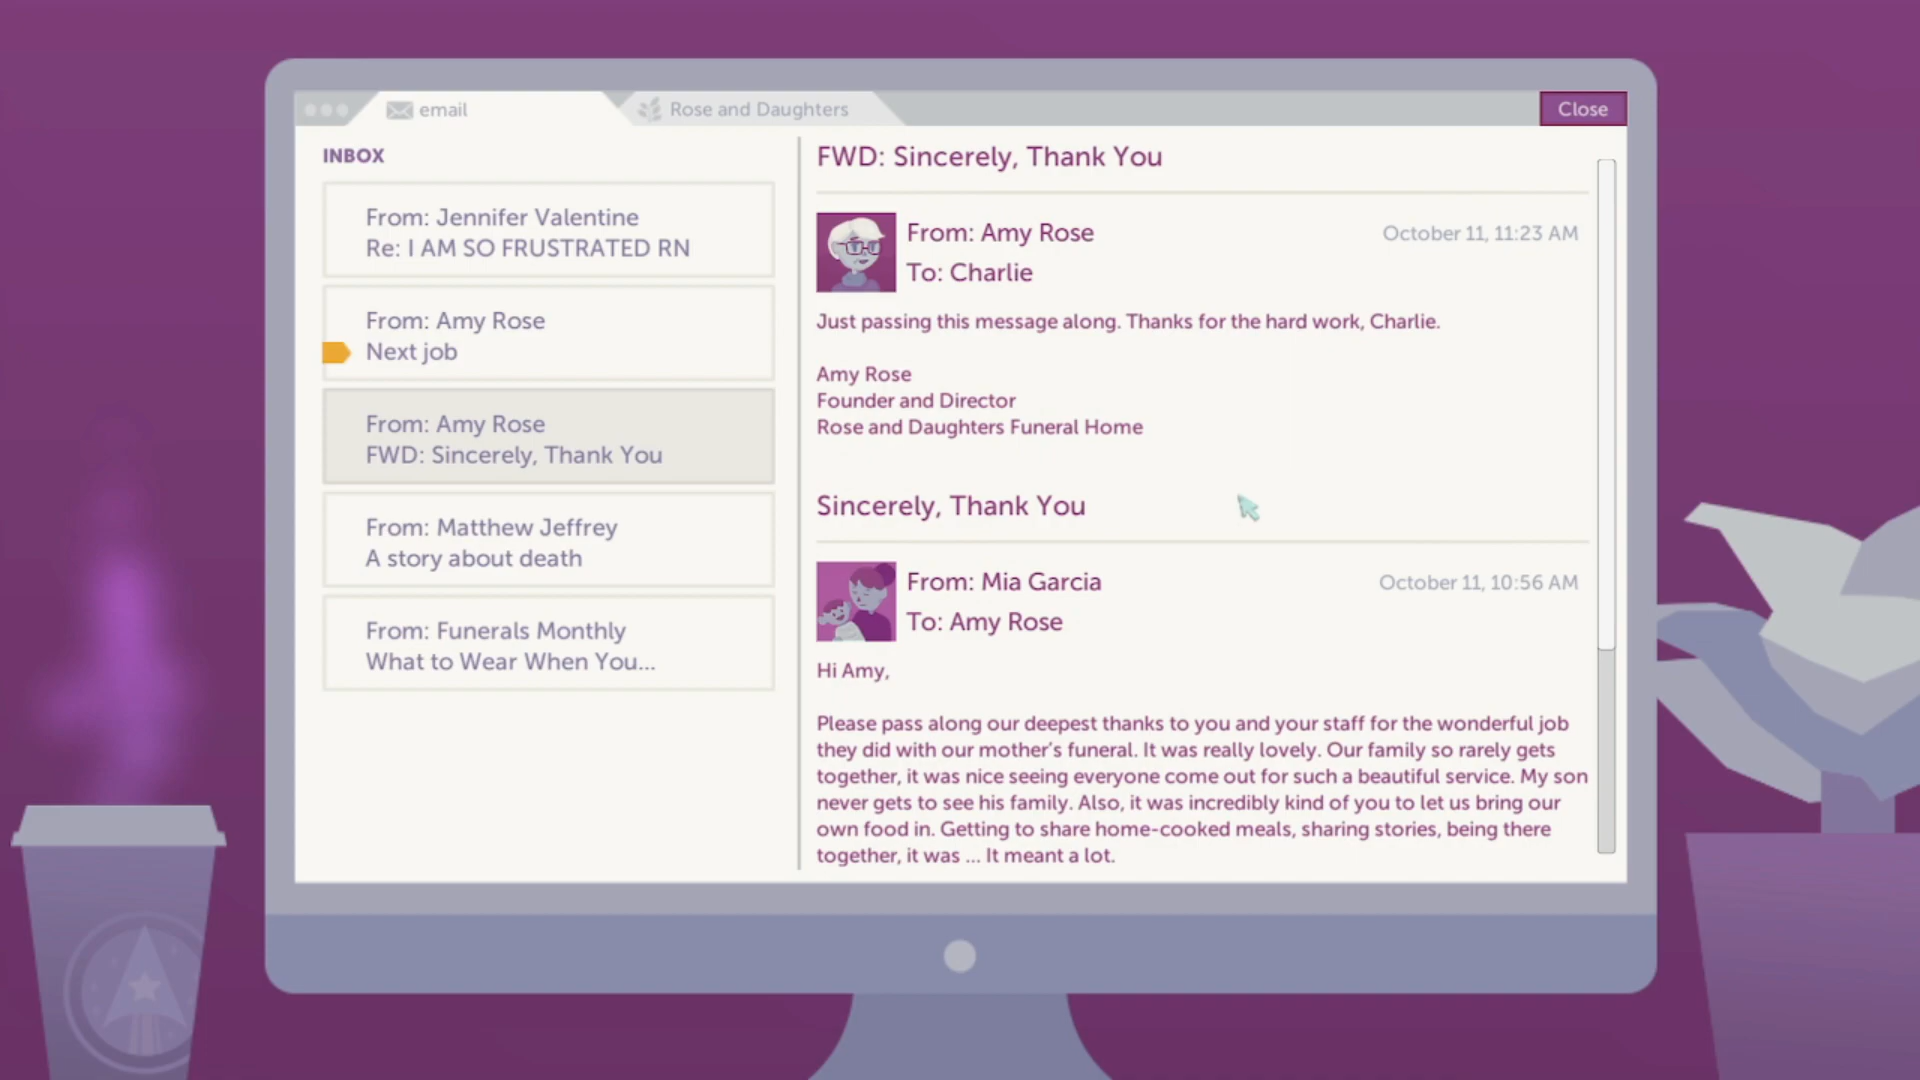 email
Rose and Daughters
Close
INBOX
From: Jennifer Valentine
Re: I AM SO FRUSTRATED RN
From: Amy Rose
Next job
From: Amy Rose
FWD: Sincerely, Thank You
From: Matthew Jeffrey
A story about death
From: Funerals Monthly
What to Wear When You...
FWD: Sincerely, Thank You
From: Amy Rose
October 11, 11:23 AM
To: Charlie
Just passing this message along. Thanks for the hard work, Charlie.
Amy Rose
Founder and Director
Rose and Daughters Funeral Home
Sincerely, Thank You
From: Mia Garcia
October 11, 10:56 AM
To: Amy Rose
Hi Amy,
Please pass along our deepest thanks to you and your staff for the wonderful job
they did with our mother's funeral. It was really lovely. Our family so rarely gets
together, it was nice seeing everyone come out for such a beautiful service. My son
never gets to see his family. Also, it was incredibly kind of you to let us bring our
own food in. Getting to share home-cooked meals, sharing stories, being there
together, it was ... It meant a lot.